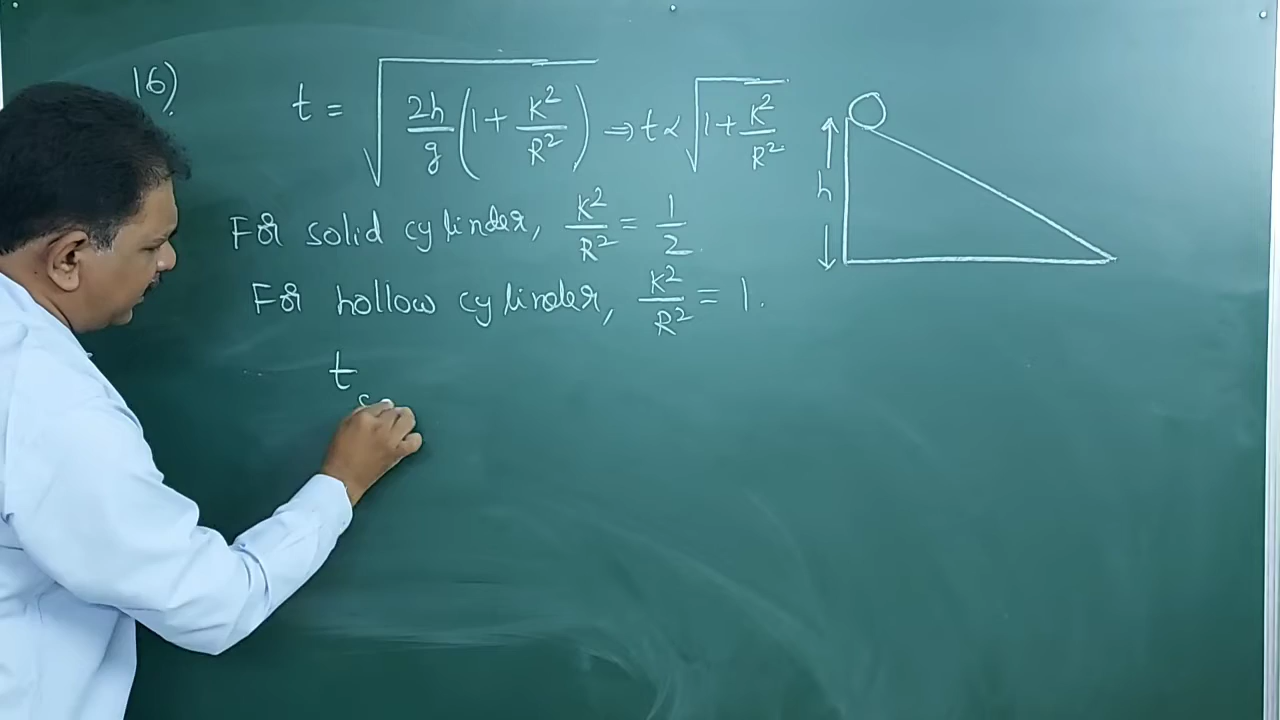 16)
t = √(2h/g (1 + K²/R²)) ⇒ t ∝ √(1 + K²/R²)
For solid cylinder, K²/R² = 1/2.
For hollow cylinder, K²/R² = 1.
t
h